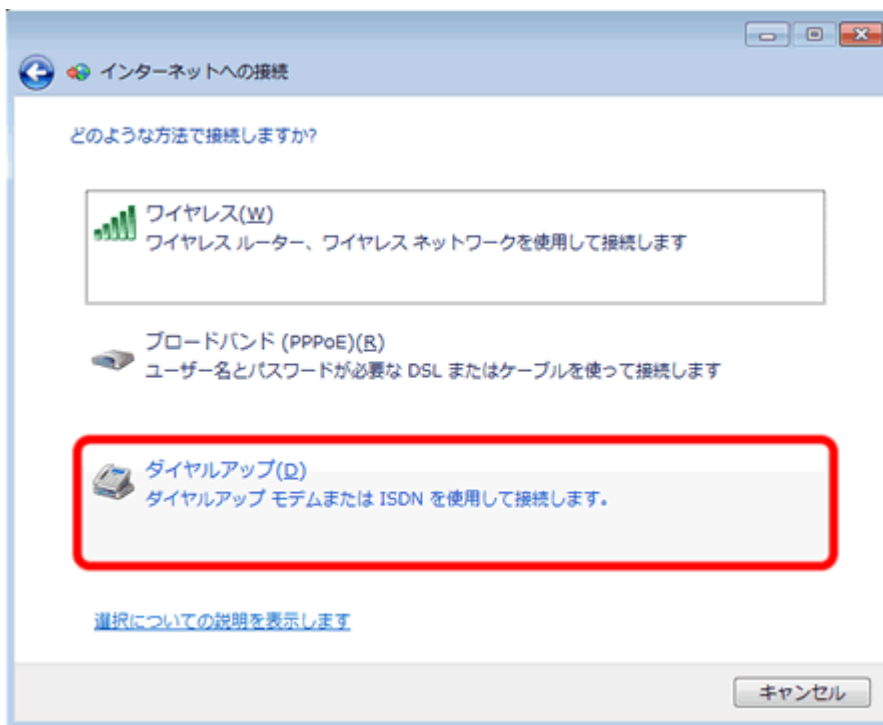 インターネットへの接続
どのような方法で接続しますか?
ワイヤレス(W)
ワイヤレス ルーター、ワイヤレス ネットワークを使用して接続します
ブロードバンド (PPPoE)(R)
ユーザー名とパスワードが必要な DSL またはケーブルを使って接続します
ダイヤルアップ(D)
ダイヤルアップ モデムまたは ISDN を使用して接続します。
選択についての説明を表示します
キャンセル